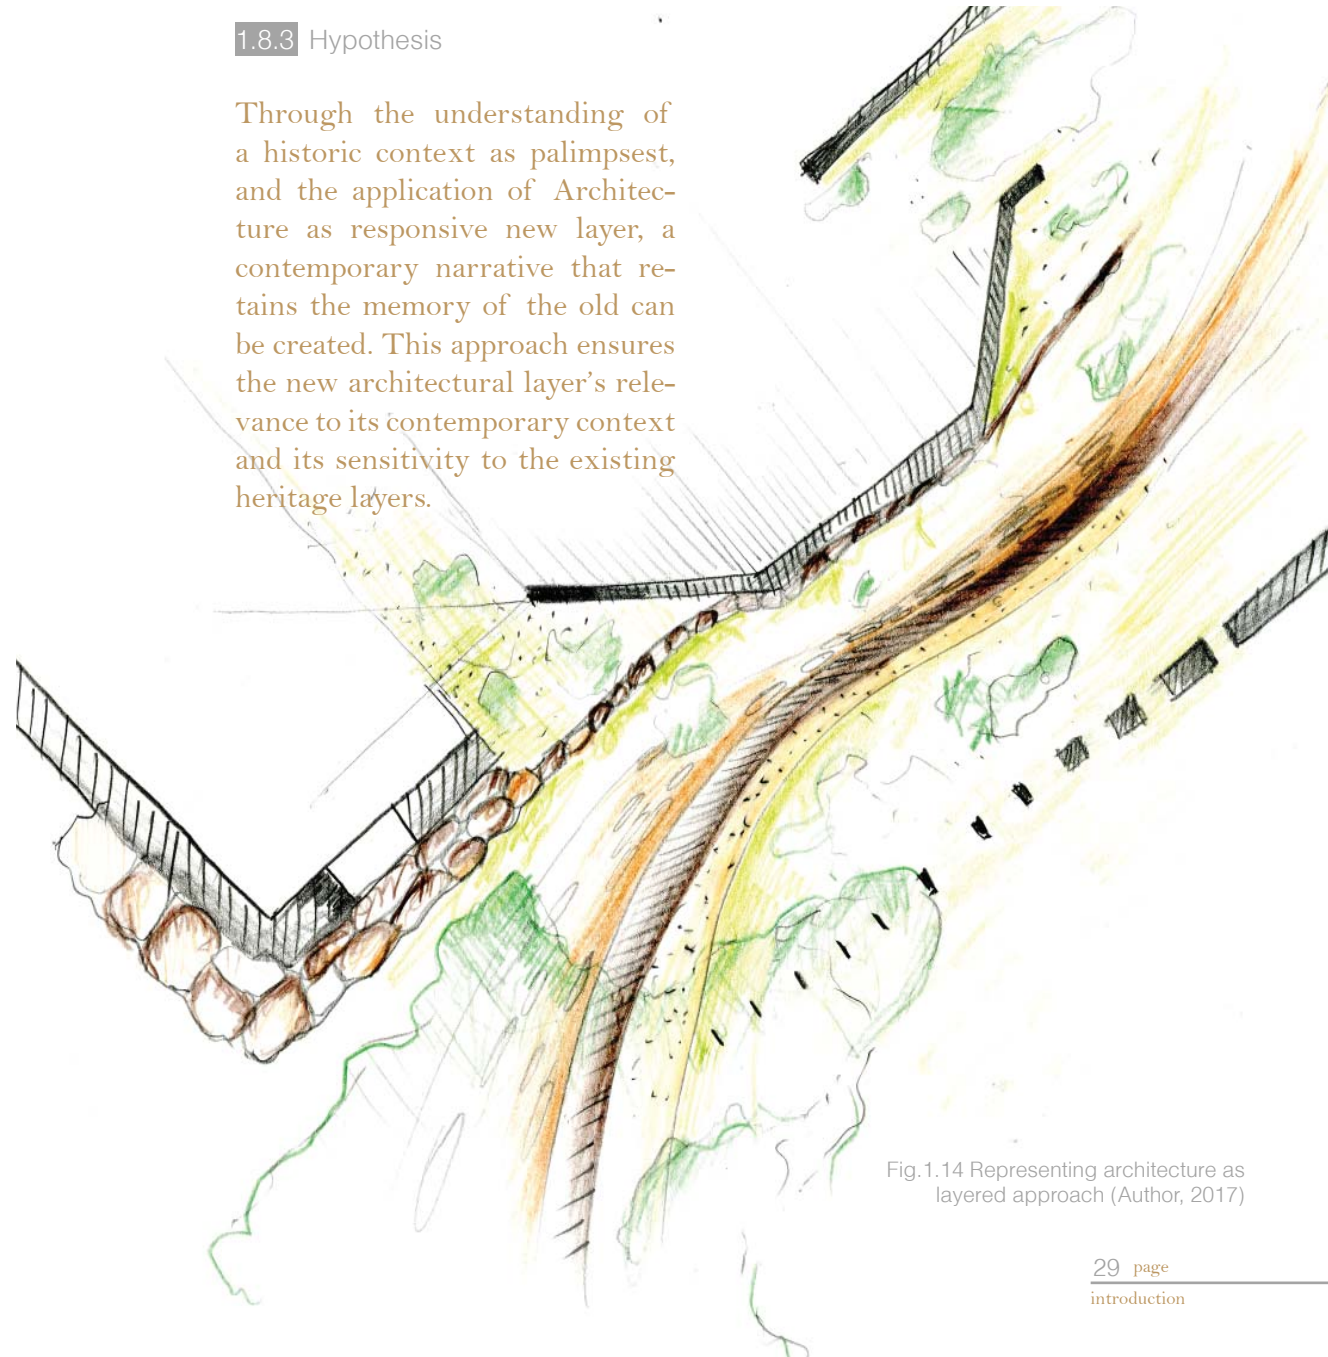 1.8.3 Hypothesis
Through the understanding of
a historic context as palimpsest,
and the application of Architec-
ture as responsive new layer, a
contemporary narrative that re-
tains the memory of the old can
be created. This approach ensures
the new architectural layer’s rele-
vance to its contemporary context
and its sensitivity to the existing
heritage layers.
Fig.1.14 Representing architecture as
layered approach (Author, 2017)
29 page
introduction